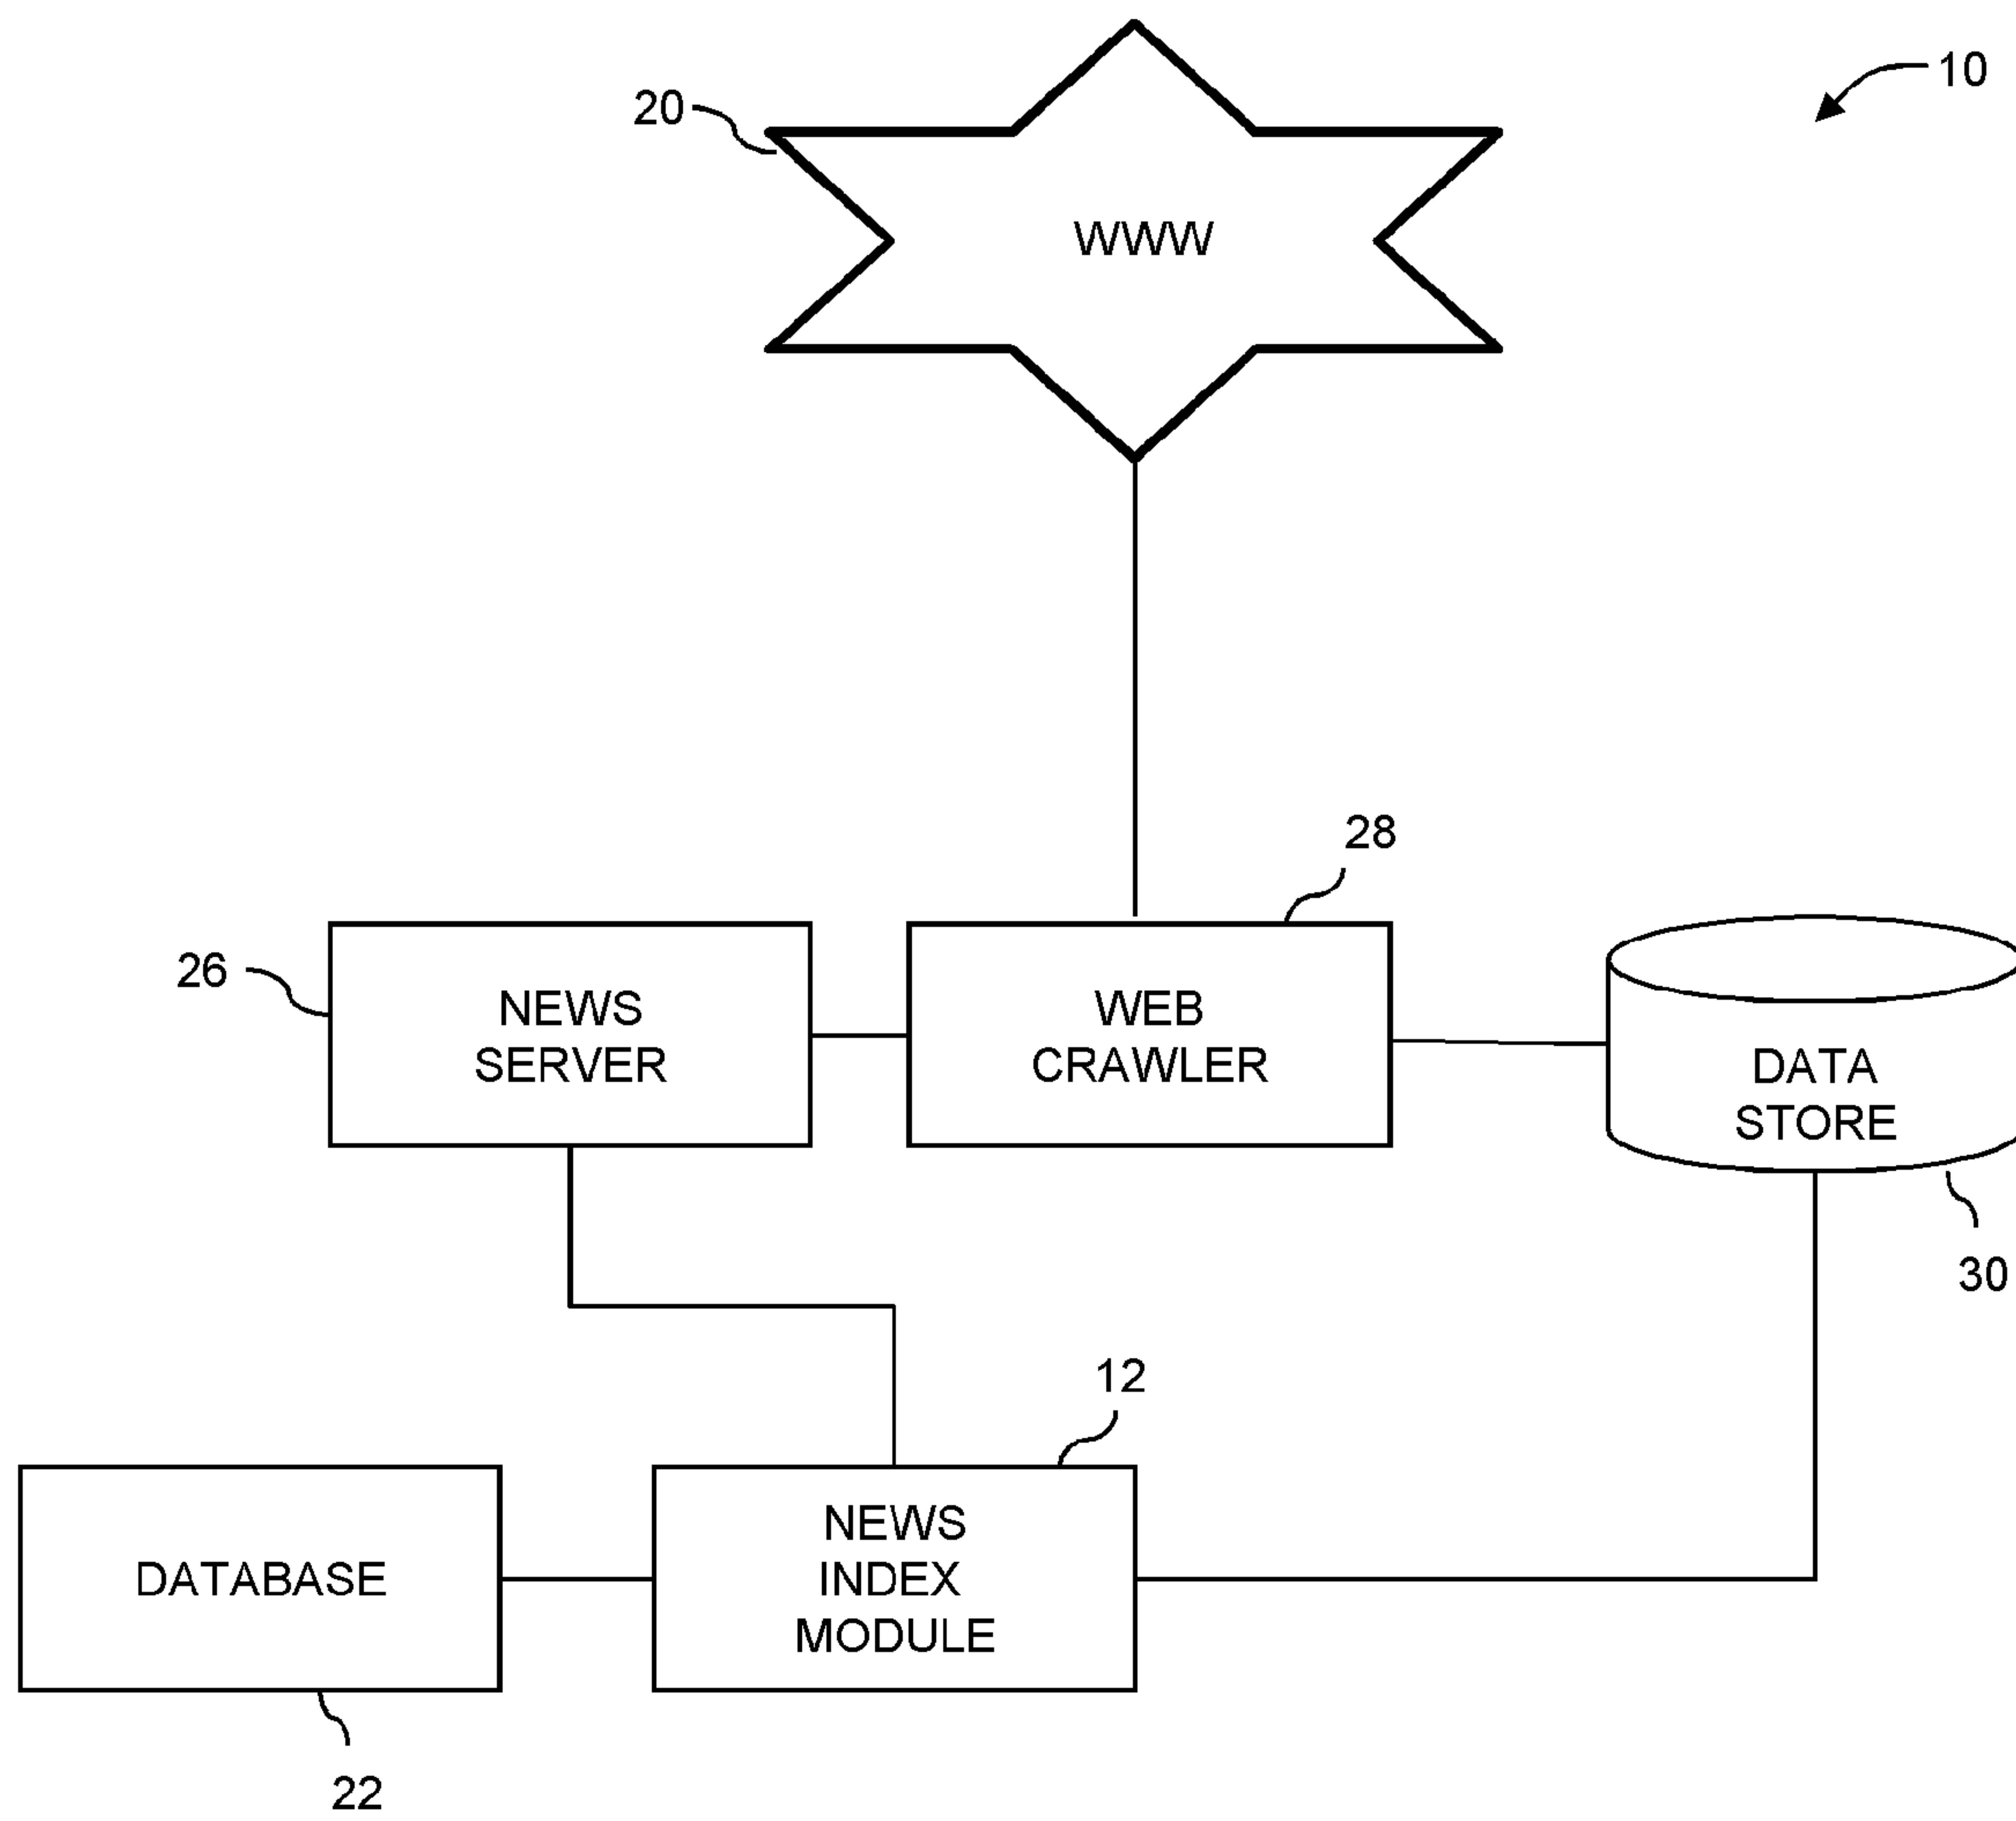 10
20
WWW
28
26
NEWS
SERVER
WEB
CRAWLER
DATA
STORE
30
12
DATABASE
NEWS
INDEX
MODULE
22